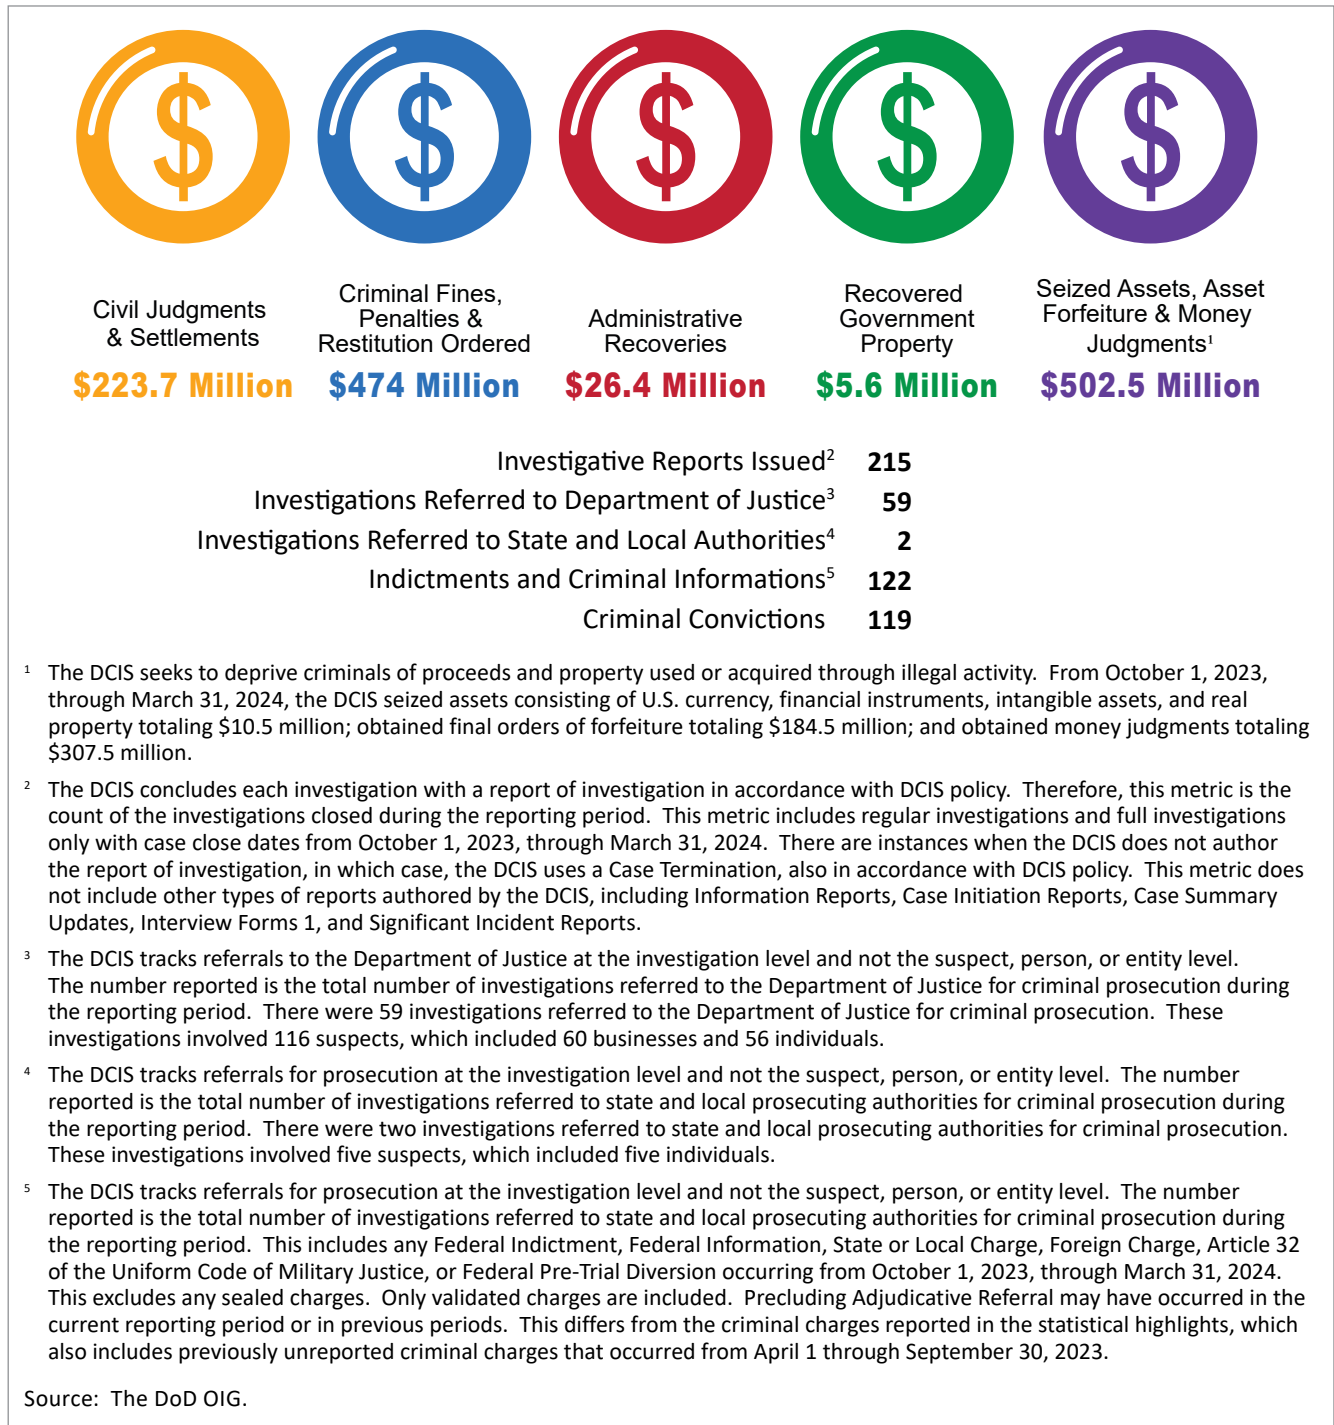 $ $ $ $ $
Civil Judgments
& Settlements
$223.7 Million
Criminal Fines,
Penalties &
Restitution Ordered
$474 Million
Administrative
Recoveries
$26.4 Million
Recovered
Government
Property
$5.6 Million
Seized Assets, Asset
Forfeiture & Money
Judgments¹
$502.5 Million
Investigative Reports Issued² 215
Investigations Referred to Department of Justice³ 59
Investigations Referred to State and Local Authorities⁴ 2
Indictments and Criminal Informations⁵ 122
Criminal Convictions 119
¹ The DCIS seeks to deprive criminals of proceeds and property used or acquired through illegal activity. From October 1, 2023,
through March 31, 2024, the DCIS seized assets consisting of U.S. currency, financial instruments, intangible assets, and real
property totaling $10.5 million; obtained final orders of forfeiture totaling $184.5 million; and obtained money judgments totaling
$307.5 million.
² The DCIS concludes each investigation with a report of investigation in accordance with DCIS policy. Therefore, this metric is the
count of the investigations closed during the reporting period. This metric includes regular investigations and full investigations
only with case close dates from October 1, 2023, through March 31, 2024. There are instances when the DCIS does not author
the report of investigation, in which case, the DCIS uses a Case Termination, also in accordance with DCIS policy. This metric does
not include other types of reports authored by the DCIS, including Information Reports, Case Initiation Reports, Case Summary
Updates, Interview Forms 1, and Significant Incident Reports.
³ The DCIS tracks referrals to the Department of Justice at the investigation level and not the suspect, person, or entity level.
The number reported is the total number of investigations referred to the Department of Justice for criminal prosecution during
the reporting period. There were 59 investigations referred to the Department of Justice for criminal prosecution. These
investigations involved 116 suspects, which included 60 businesses and 56 individuals.
⁴ The DCIS tracks referrals for prosecution at the investigation level and not the suspect, person, or entity level. The number
reported is the total number of investigations referred to state and local prosecuting authorities for criminal prosecution during
the reporting period. There were two investigations referred to state and local prosecuting authorities for criminal prosecution.
These investigations involved five suspects, which included five individuals.
⁵ The DCIS tracks referrals for prosecution at the investigation level and not the suspect, person, or entity level. The number
reported is the total number of investigations referred to state and local prosecuting authorities for criminal prosecution during
the reporting period. This includes any Federal Indictment, Federal Information, State or Local Charge, Foreign Charge, Article 32
of the Uniform Code of Military Justice, or Federal Pre-Trial Diversion occurring from October 1, 2023, through March 31, 2024.
This excludes any sealed charges. Only validated charges are included. Precluding Adjudicative Referral may have occurred in the
current reporting period or in previous periods. This differs from the criminal charges reported in the statistical highlights, which
also includes previously unreported criminal charges that occurred from April 1 through September 30, 2023.
Source: The DoD OIG.